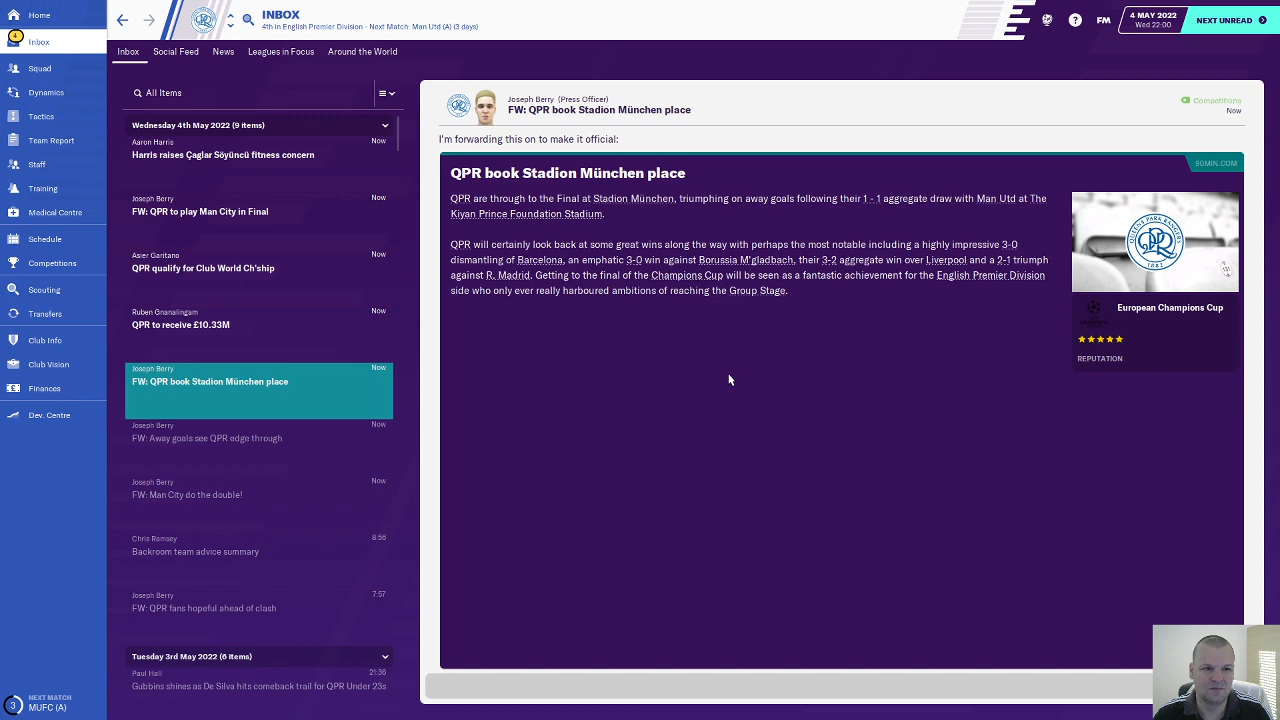 Home
4
Inbox
Squad
Dynamics
Tactics
Team Report
Staff
Training
Medical Centre
Schedule
Competitions
Scouting
Transfers
Club Info
Club Vision
Finances
Dev. Centre
3
NEXT MATCH
MUFC (A)
INBOX
4th in English Premier Division - Next Match: Man Utd (A) (3 days)
?
FM
4 MAY 2022
Wed 22:00
NEXT UNREAD
Inbox
Social Feed
News
Leagues in Focus
Around the World
All Items
Wednesday 4th May 2022 (9 items)
Aaron Harris
Now
Harris raises Çağlar Söyüncü fitness concern
Joseph Berry
Now
FW: QPR to play Man City in Final
Asier Garitano
Now
QPR qualify for Club World Ch'ship
Ruben Gnanalingam
Now
QPR to receive £10.33M
Joseph Berry
Now
FW: QPR book Stadion München place
Joseph Berry
Now
FW: Away goals see QPR edge through
Joseph Berry
Now
FW: Man City do the double!
Chris Ramsey
8:56
Backroom team advice summary
Joseph Berry
7:57
FW: QPR fans hopeful ahead of clash
Tuesday 3rd May 2022 (6 items)
Paul Hall
21:36
Gubbins shines as De Silva hits comeback trail for QPR Under 23s
Joseph Berry (Press Officer)
FW: QPR book Stadion München place
Competitions
Now
I'm forwarding this on to make it official:
90MIN.COM
QPR book Stadion München place
QPR are through to the Final at Stadion München, triumphing on away goals following their 1 - 1 aggregate draw with Man Utd at The
Kiyan Prince Foundation Stadium.
QPR will certainly look back at some great wins along the way with perhaps the most notable including a highly impressive 3-0
dismantling of Barcelona, an emphatic 3-0 win against Borussia M'gladbach, their 3-2 aggregate win over Liverpool and a 2-1 triumph
against R. Madrid. Getting to the final of the Champions Cup will be seen as a fantastic achievement for the English Premier Division
side who only ever really harboured ambitions of reaching the Group Stage.
QUEENS PARK RANGERS
1882
European Champions Cup
REPUTATION